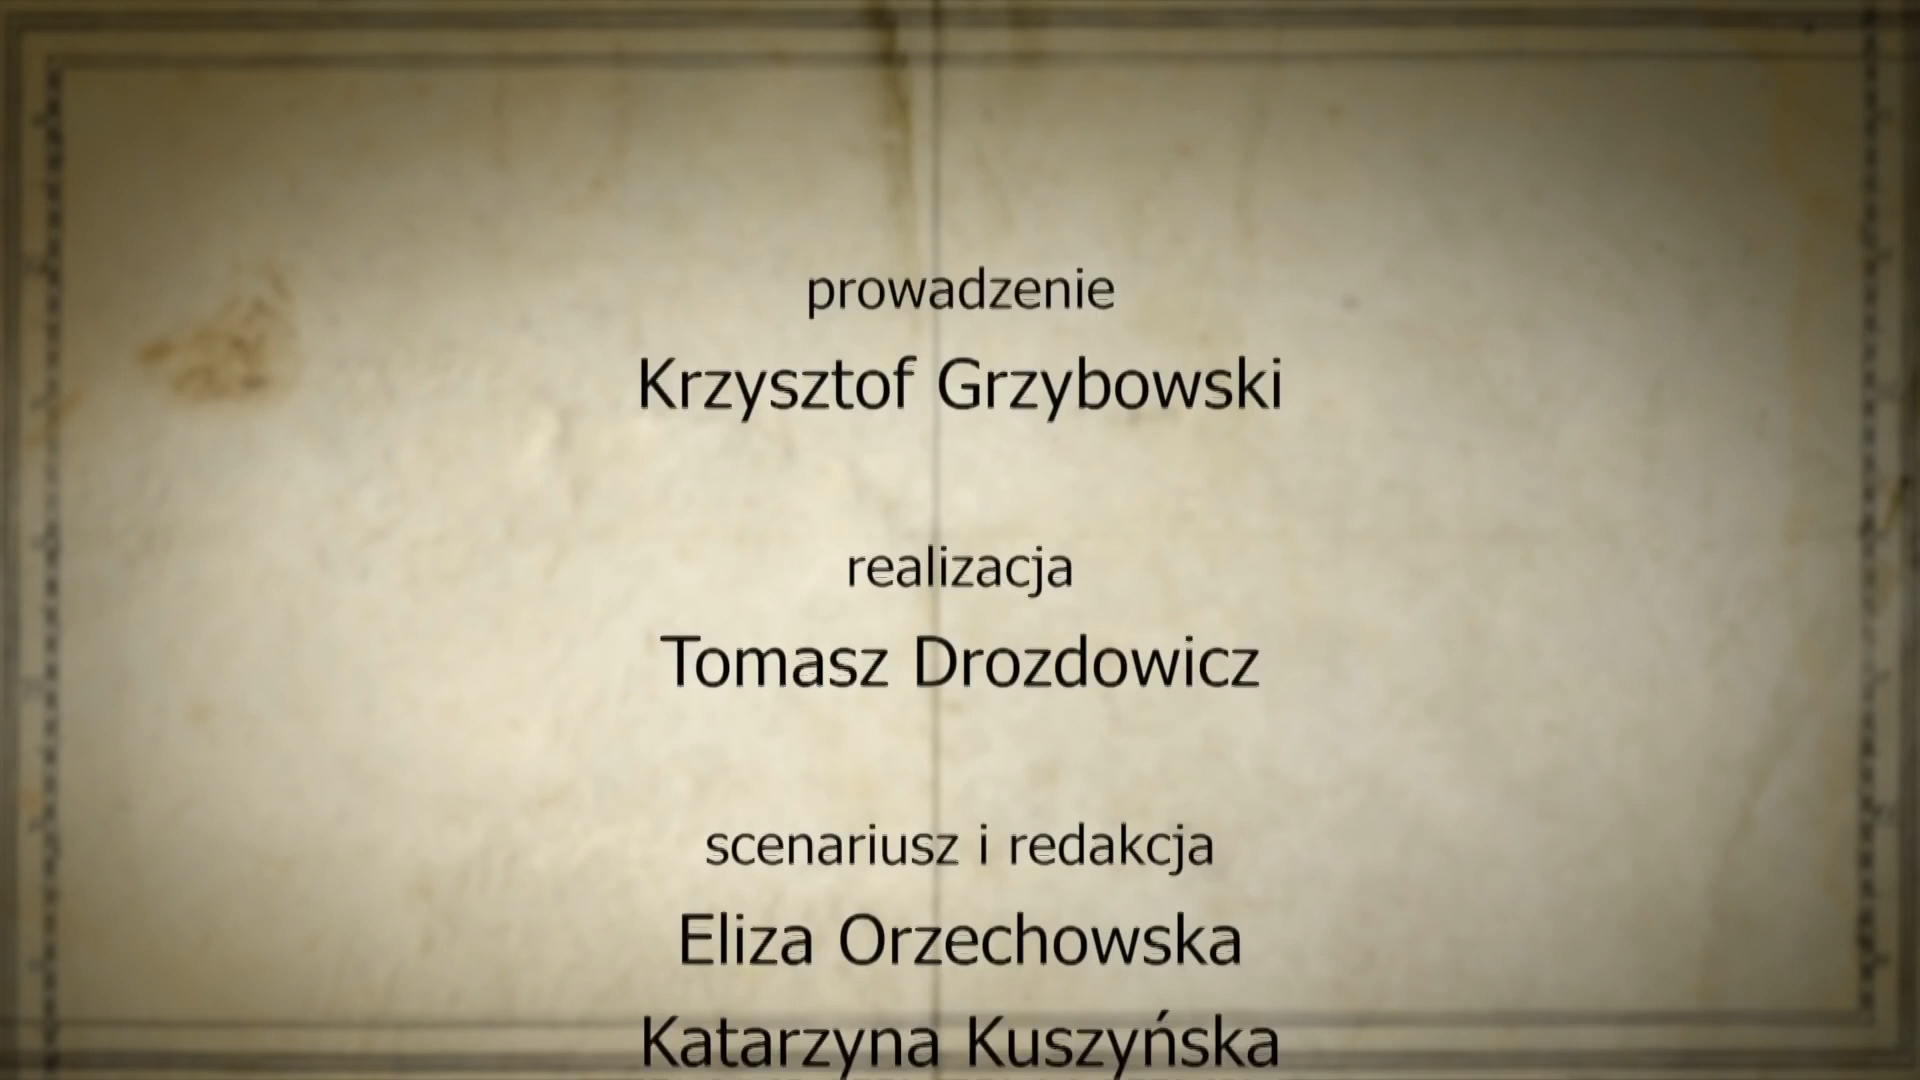 prowadzenie
Krzysztof Grzybowski
realizacja
Tomasz Drozdowicz
scenariusz i redakcja
Eliza Orzechowska
Katarzyna Kuszyńska